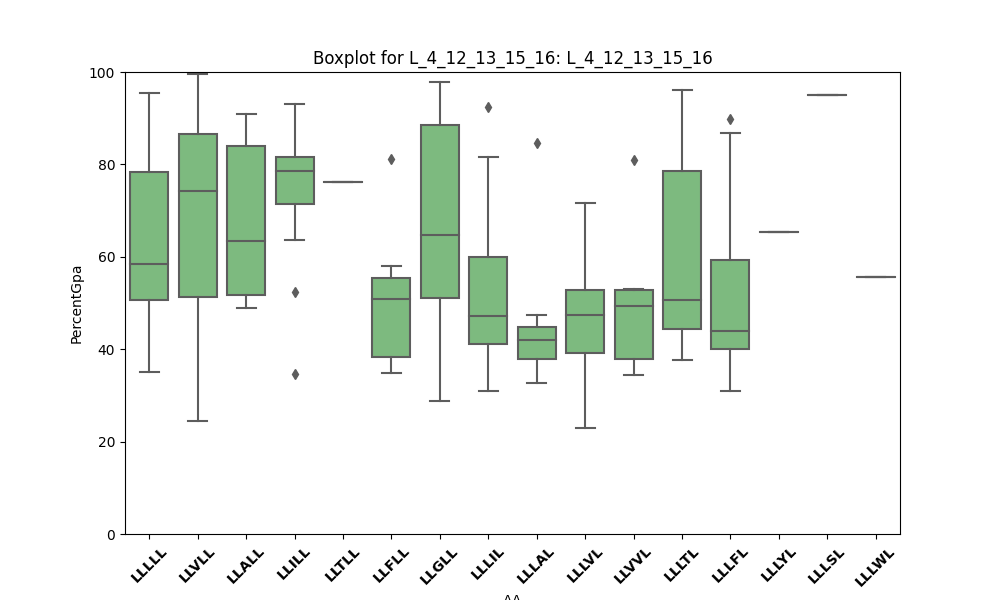 Boxplot for L_4_12_13_15_16: L_4_12_13_15_16
100
80
60
40
20
0
PercentGpa
LLLLL LLVLL LLALL LLILL LLTLL LLFLL LLGLL LLLIL LLLAL LLLVL LLVVL LLLTL LLLFL LLLYL LLLSL LLLWL
AA